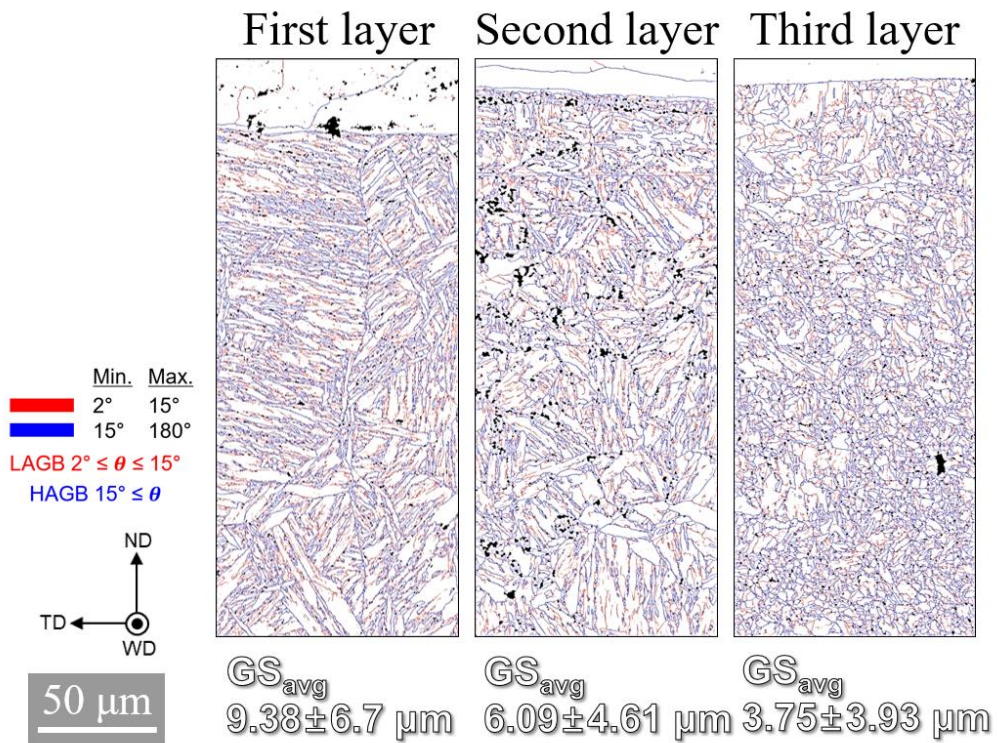 First layer Second layer Third layer
Min. Max.
2° 15°
15° 180°
LAGB 2° ≤ θ ≤ 15°
HAGB 15° ≤ θ
ND
TD
WD
50 μm
GSavg GSavg GSavg
9.38±6.7 μm 6.09±4.61 μm 3.75±3.93 μm